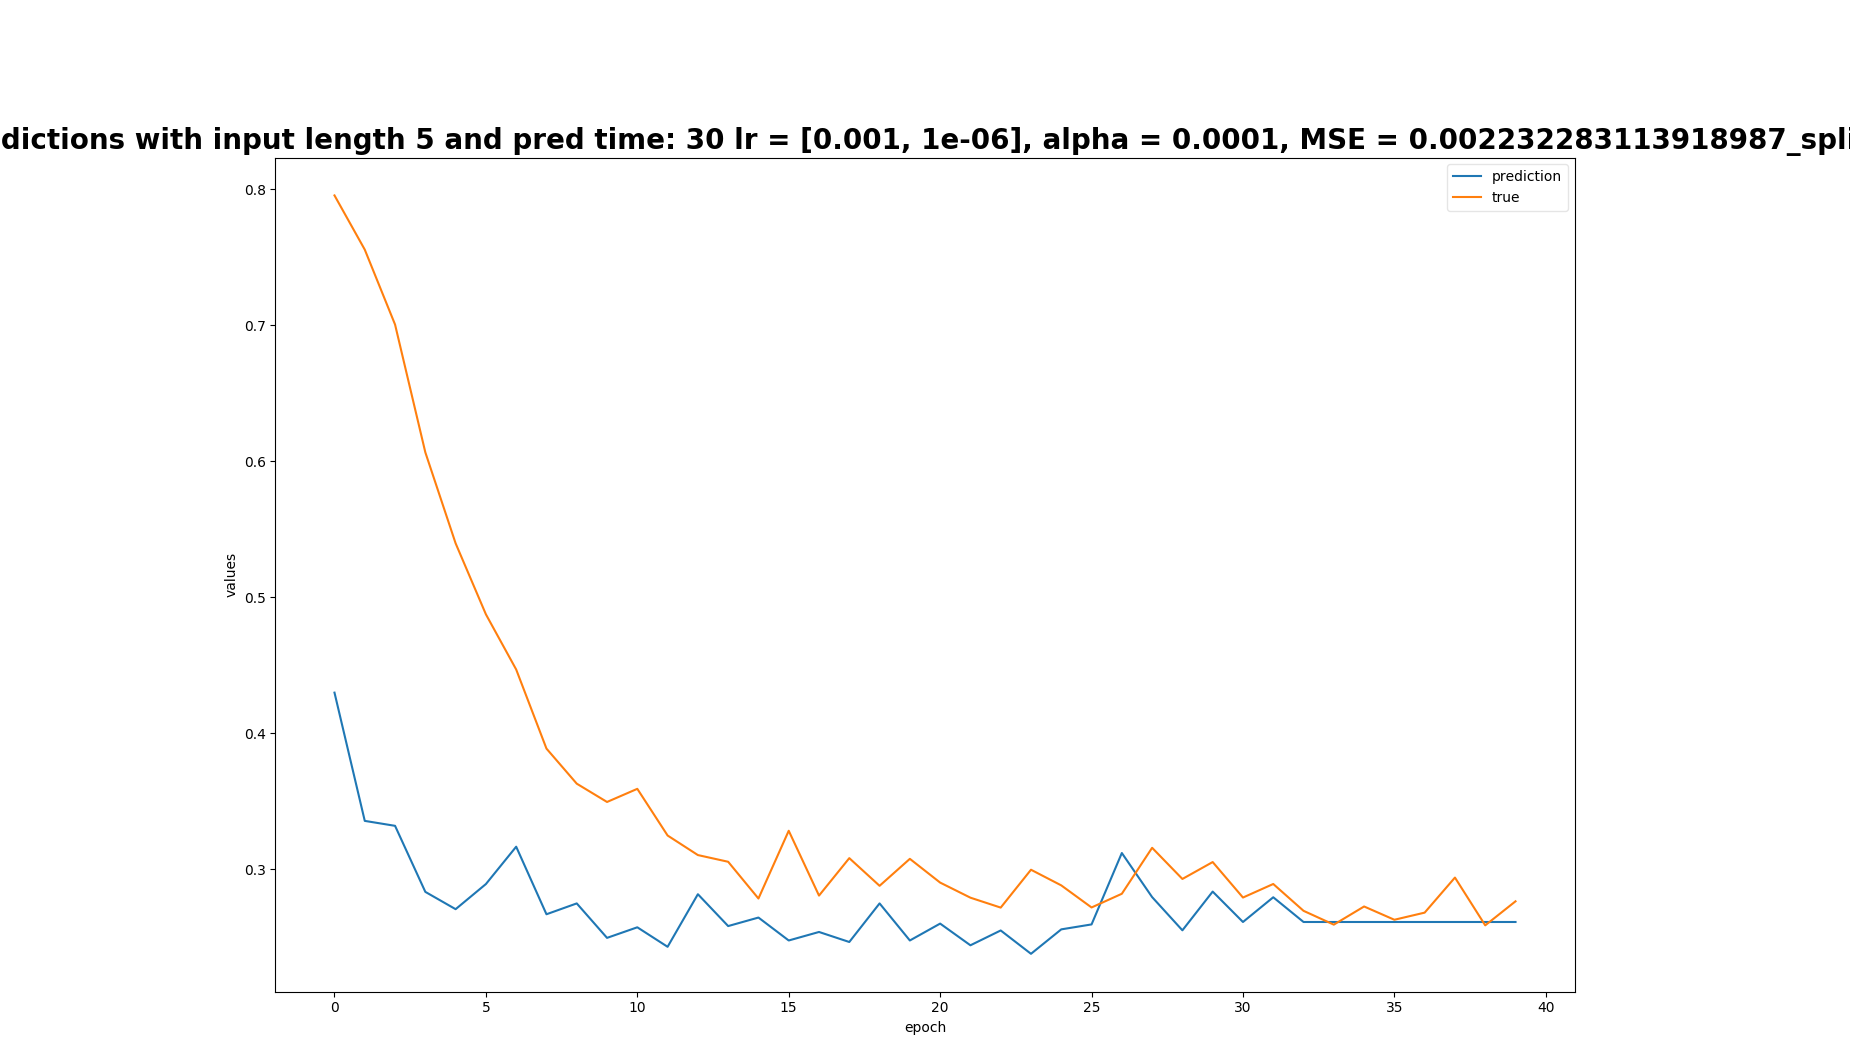 dictions with input length 5 and pred time: 30 lr = [0.001, 1e-06], alpha = 0.0001, MSE = 0.002232283113918987_spli
prediction
true
0.8
0.7
0.6
0.5
0.4
0.3
values
0 5 10 15 20 25 30 35 40
epoch